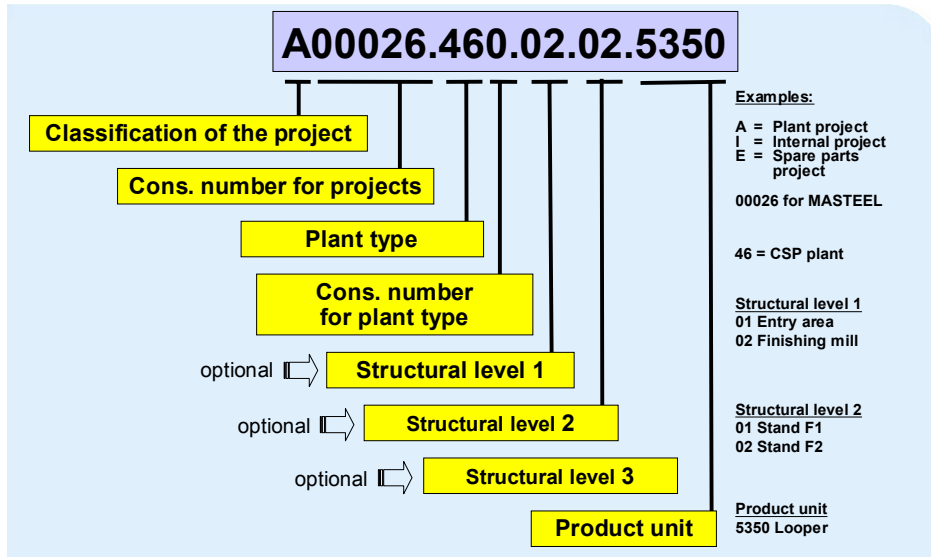 A00026.460.02.02.5350
Classification of the project
Cons. number for projects
Plant type
Cons. number
for plant type
optional
Structural level 1
optional
Structural level 2
optional
Structural level 3
Product unit
Examples:
A = Plant project
I = Internal project
E = Spare parts
project
00026 for MASTEEL
46 = CSP plant
Structural level 1
01 Entry area
02 Finishing mill
Structural level 2
01 Stand F1
02 Stand F2
Product unit
5350 Looper